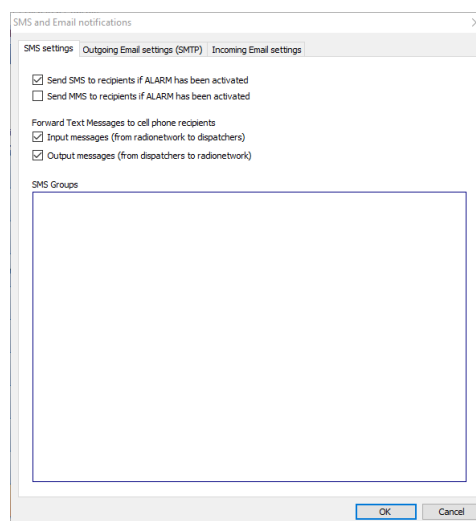 SMS and Email notifications
SMS settings Outgoing Email settings (SMTP) Incoming Email settings
Send SMS to recipients if ALARM has been activated
Send MMS to recipients if ALARM has been activated
Forward Text Messages to cell phone recipients
Input messages (from radionetwork to dispatchers)
Output messages (from dispatchers to radionetwork)
SMS Groups
OK Cancel